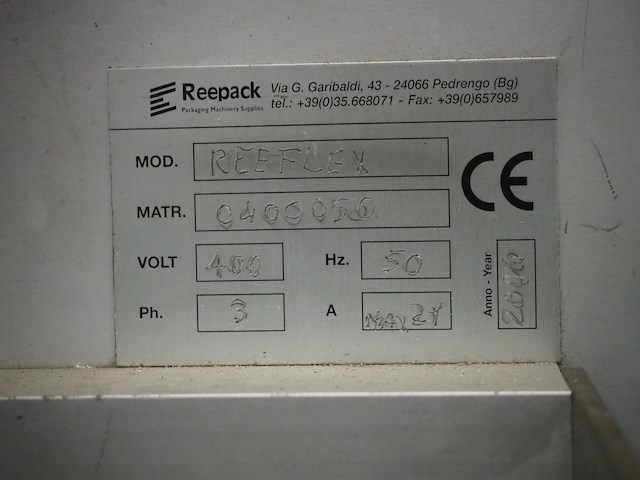 Reepack
Packaging Machinery Supplies
Via G. Garibaldi, 43 - 24066 Pedrengo (Bg)
tel.: +39(0)35.668071 - Fax: +39(0)657989
MOD. REEFLEX
MATR. 0400056
VOLT 400 Hz. 50
Ph. 3 A MAX 21
Anno - Year
CE